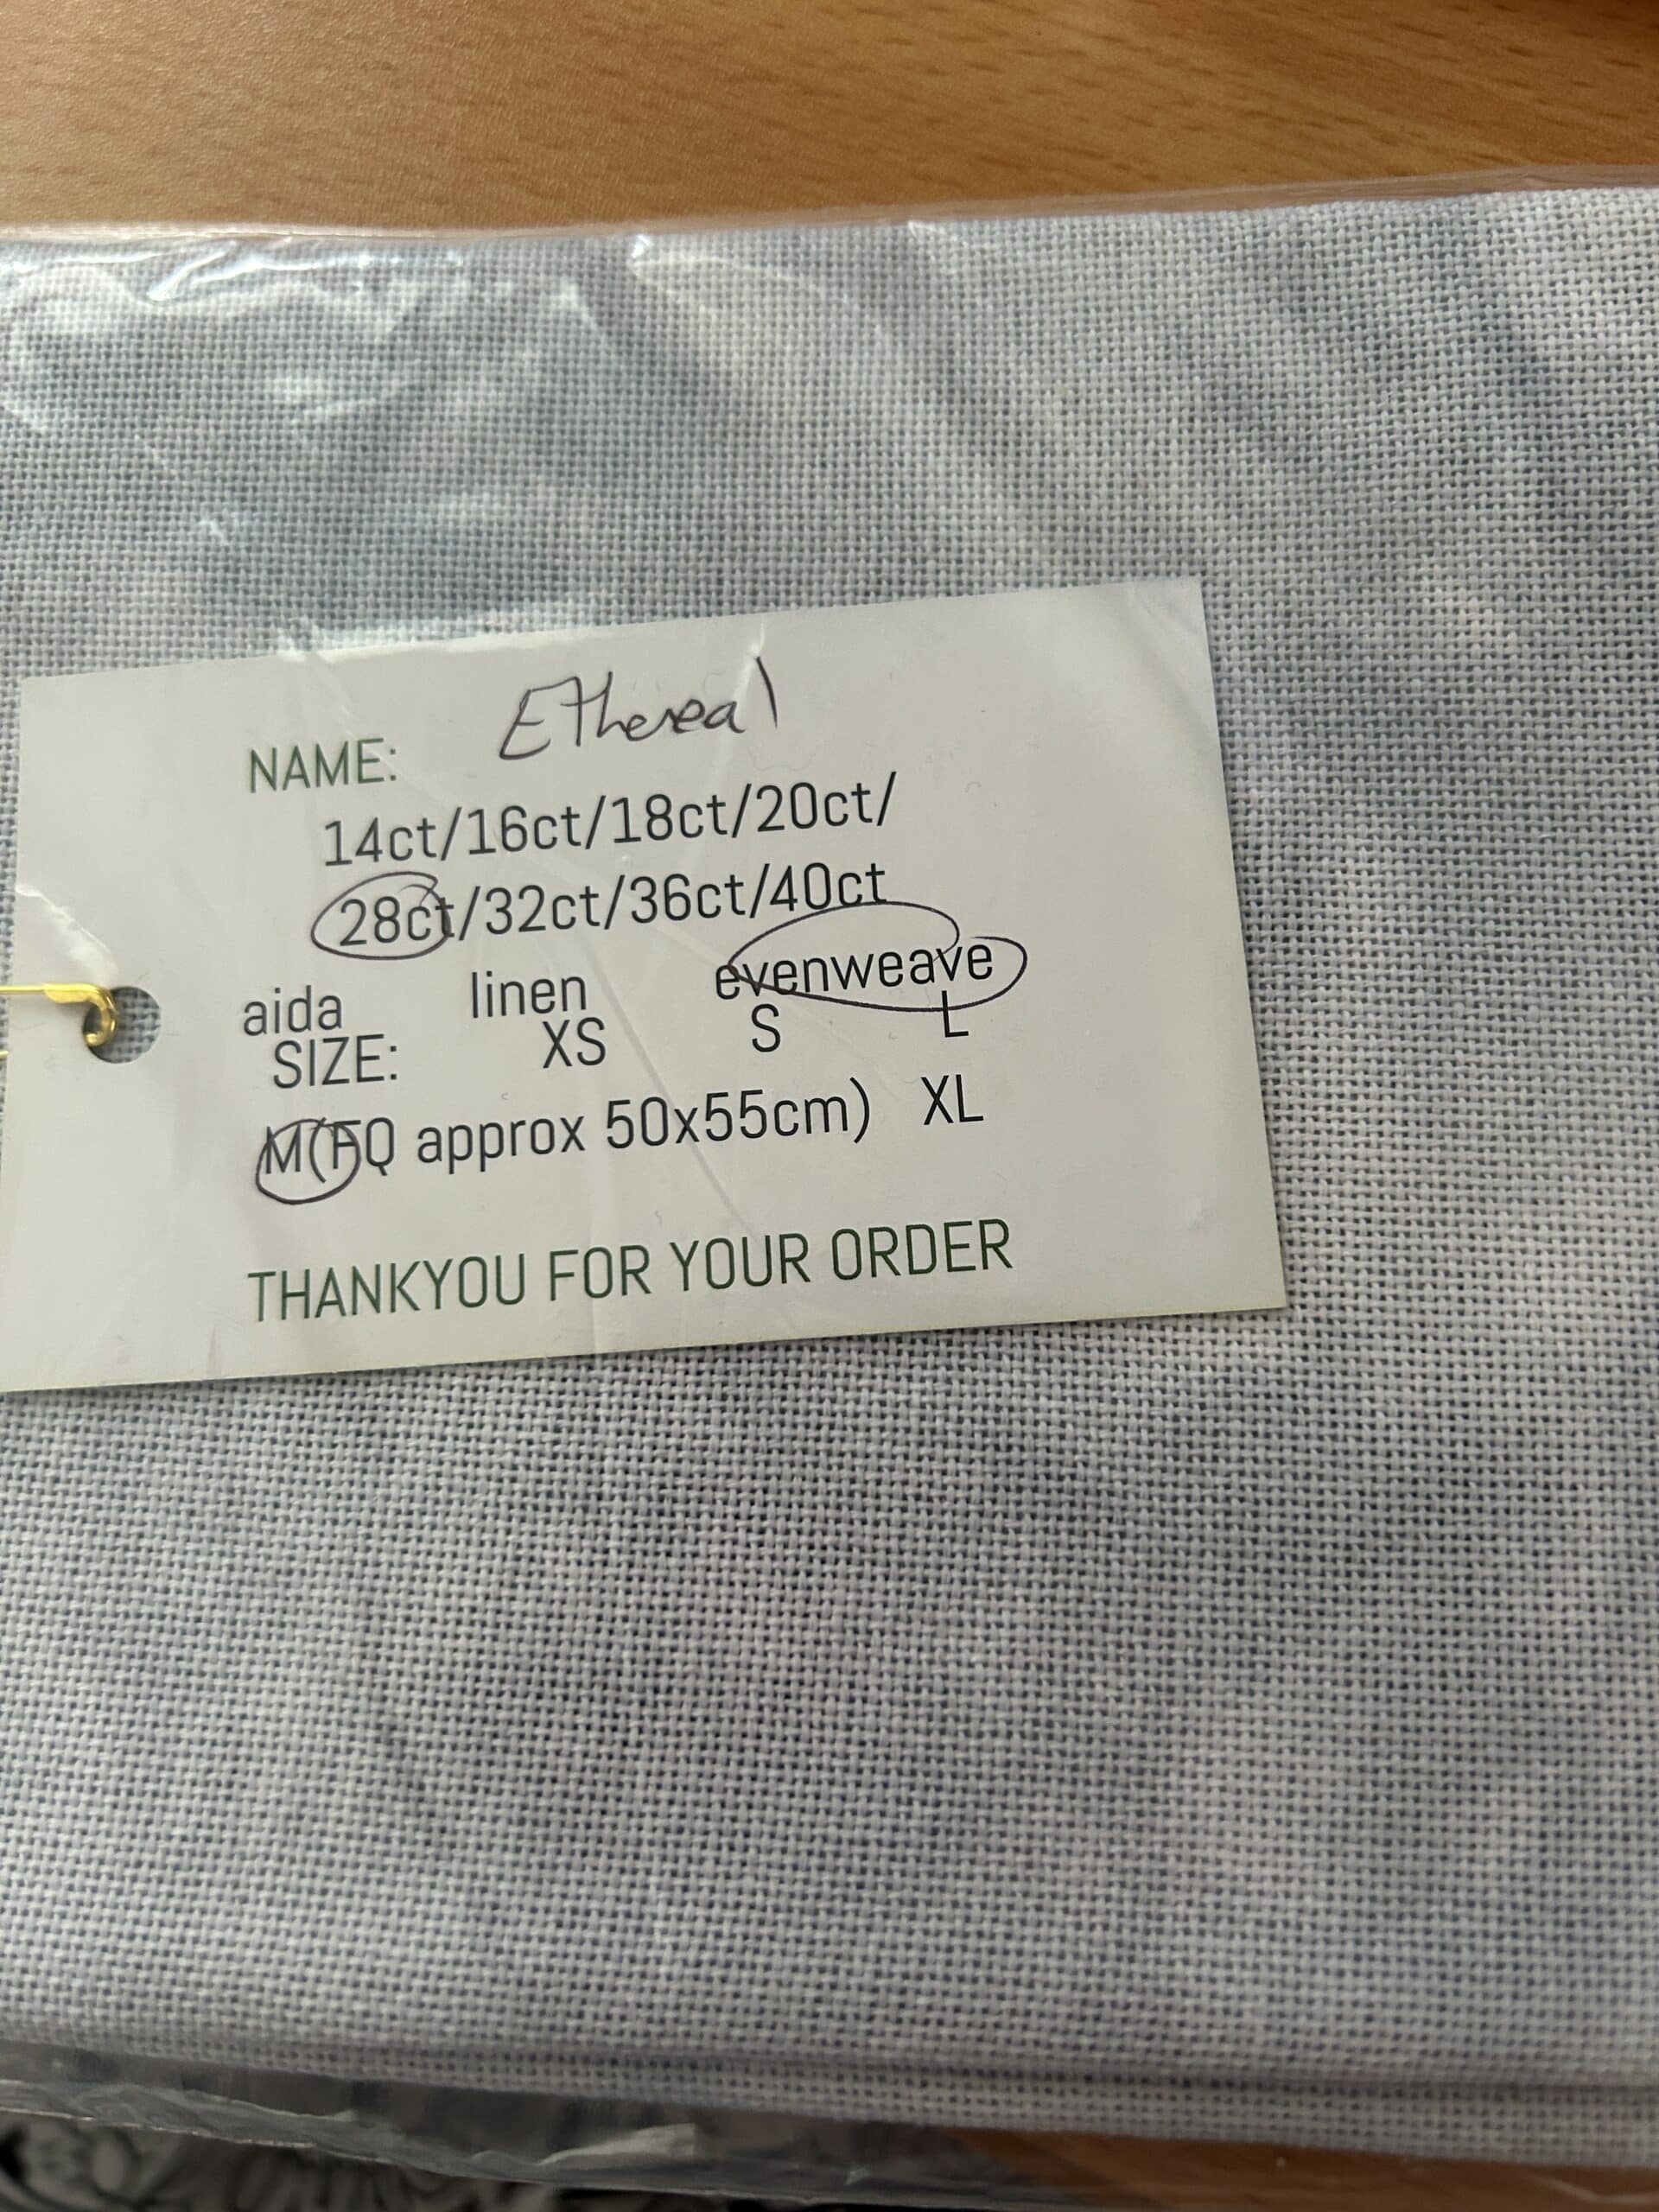 NAME: Ethereal
14ct/16ct/18ct/20ct/
28ct/32ct/36ct/40ct
aida linen evenweave
SIZE: XS S L
M(FQ approx 50x55cm) XL
THANKYOU FOR YOUR ORDER